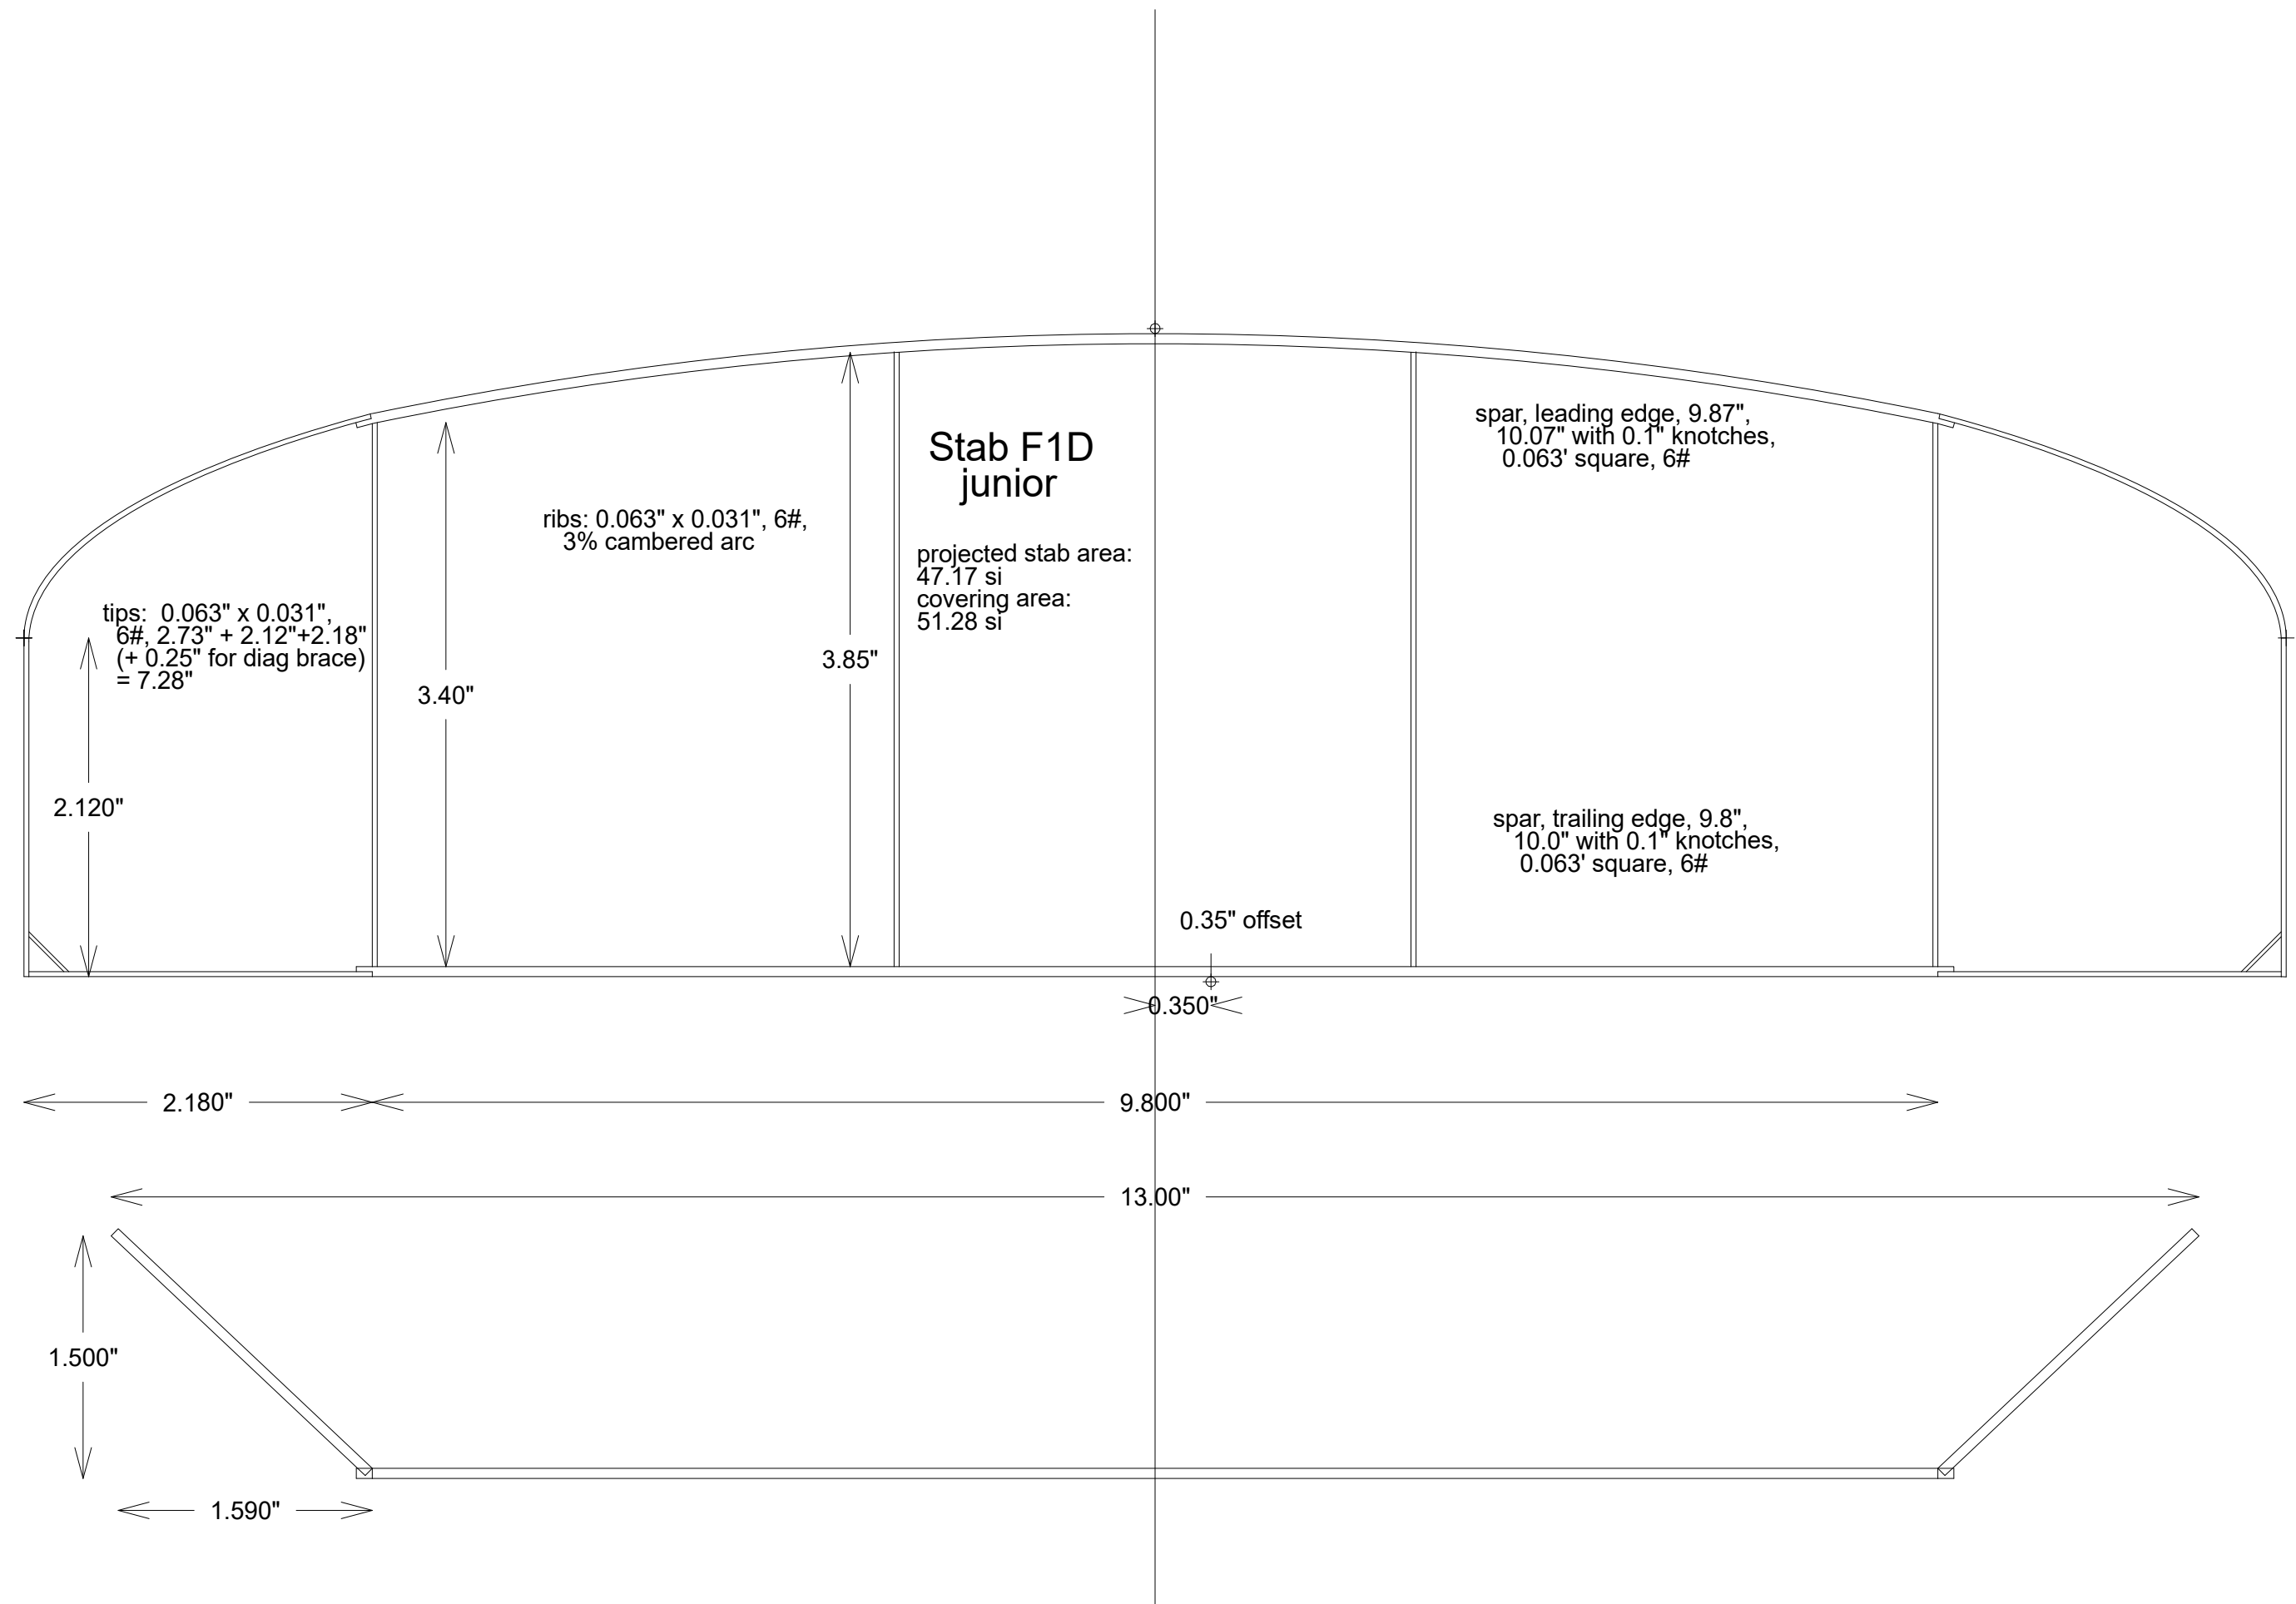 Stab F1D
junior
spar, leading edge, 9.87",
10.07" with 0.1" knotches,
0.063' square, 6#
ribs: 0.063" x 0.031", 6#,
3% cambered arc
projected stab area:
47.17 si
covering area:
51.28 si
tips:  0.063" x 0.031",
6#, 2.73" + 2.12"+2.18"
(+ 0.25" for diag brace)
= 7.28"
3.85"
3.40"
2.120"
spar, trailing edge, 9.8",
10.0" with 0.1" knotches,
0.063' square, 6#
0.35" offset
0.350"
2.180"
9.800"
13.00"
1.500"
1.590"